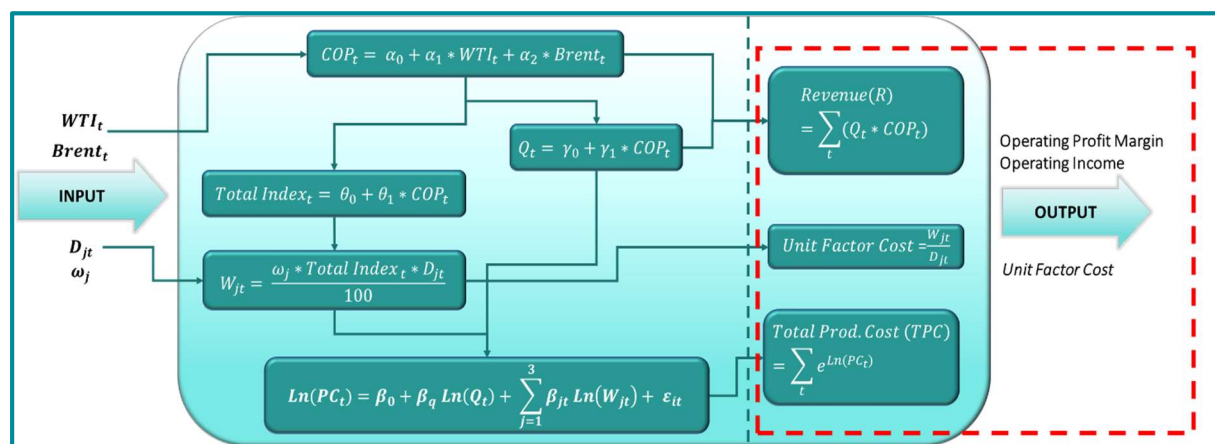 COP_t = α_0 + α_1 * WTI_t + α_2 * Brent_t
WTI_t
Brent_t
INPUT
D_jt
ω_j
Q_t = γ_0 + γ_1 * COP_t
Total Index_t = θ_0 + θ_1 * COP_t
W_jt = ω_j * Total Index_t * D_jt / 100
Ln(PC_t) = β_0 + β_q Ln(Q_t) + ∑_{j=1}^{3} β_jt Ln(W_jt) + ε_it
Revenue(R)
= ∑_t (Q_t * COP_t)
Unit Factor Cost = W_jt / D_jt
Total Prod. Cost (TPC)
= ∑_t e^{Ln(PC_t)}
Operating Profit Margin
Operating Income
OUTPUT
Unit Factor Cost